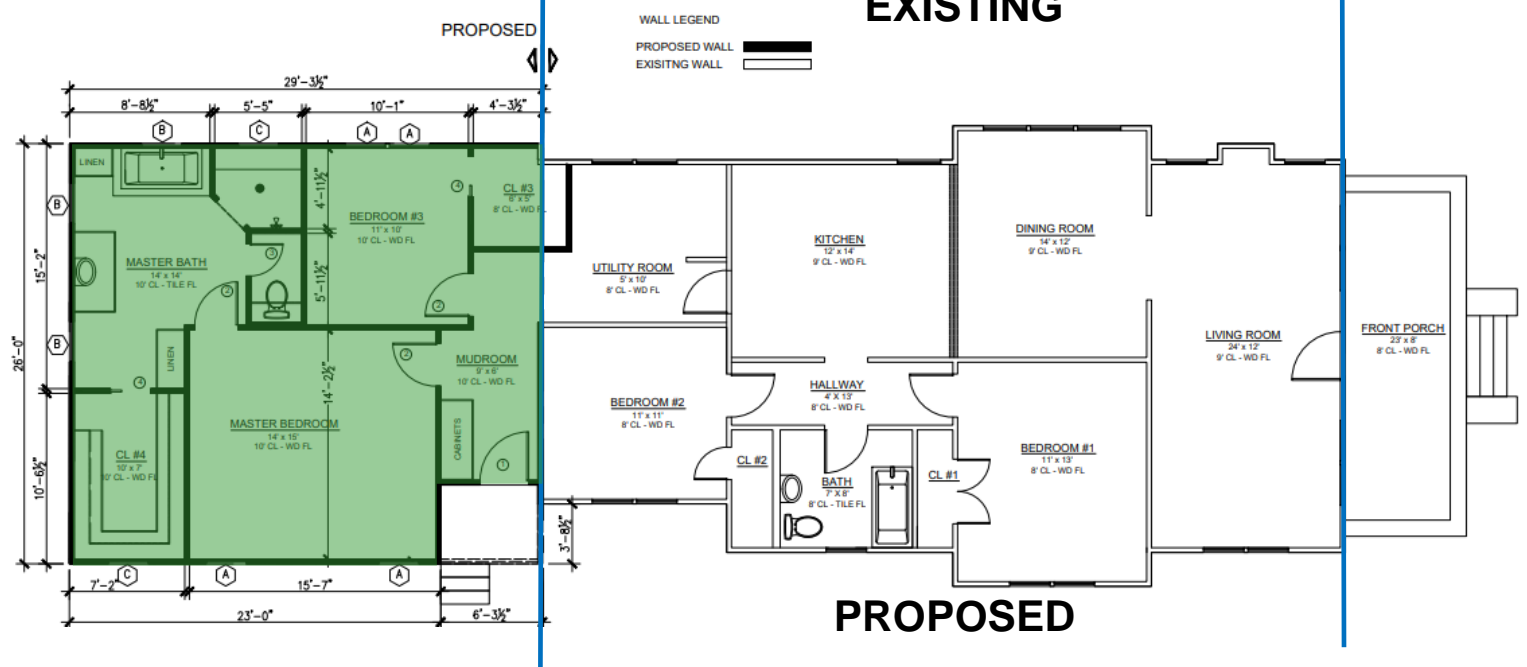 EXISTING
WALL LEGEND
PROPOSED
PROPOSED WALL
EXISITNG WALL
29'-3½"
8'-8½"
5'-5"
10'-1"
4'-3½"
B
C
A
A
LINEN
B
4'-11½"
4
CL #3
6' x 5'
8' CL - WD FL
BEDROOM #3
11' x 10'
10' CL - WD FL
DINING ROOM
14' x 12'
9' CL - WD FL
KITCHEN
12' x 14'
9' CL - WD FL
MASTER BATH
14' x 14'
10' CL - TILE FL
3
15'-2"
5'-11½"
UTILITY ROOM
5' x 10'
8' CL - WD FL
2
2
B
26'-0"
LINEN
2
MUDROOM
9' x 6'
10' CL - WD FL
LIVING ROOM
24' x 12'
9' CL - WD FL
FRONT PORCH
23' x 8'
8' CL - WD FL
4
14'-2½"
HALLWAY
4' X 13'
8' CL - WD FL
BEDROOM #2
11' x 11'
8' CL - WD FL
MASTER BEDROOM
14' x 15'
10' CL - WD FL
CABINETS
BEDROOM #1
11' x 13'
8' CL - WD FL
CL #4
10' x 7'
10' CL - WD FL
1
CL #2
CL #1
BATH
7' X 8'
8' CL - TILE FL
10'-6½"
3'-8½"
C
A
A
7'-2"
15'-7"
23'-0"
6'-3½"
PROPOSED